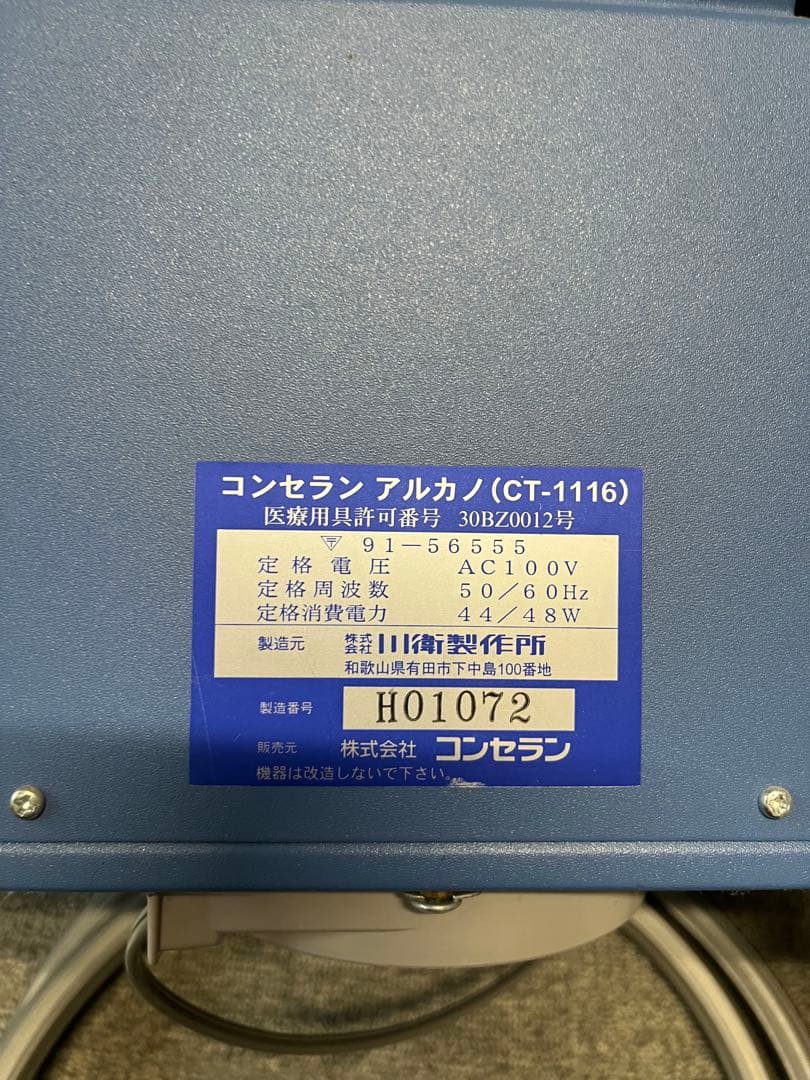 コンセラン アルカノ(CT-1116)
医療用具許可番号 30BZ0012号
91-56555
定格電圧 AC100V
定格周波数 50/60Hz
定格消費電力 44/48W
製造元 株式会社 川衛製作所
和歌山県有田市下中島100番地
製造番号 H01072
販売元 株式会社 コンセラン
機器は改造しないで下さい。